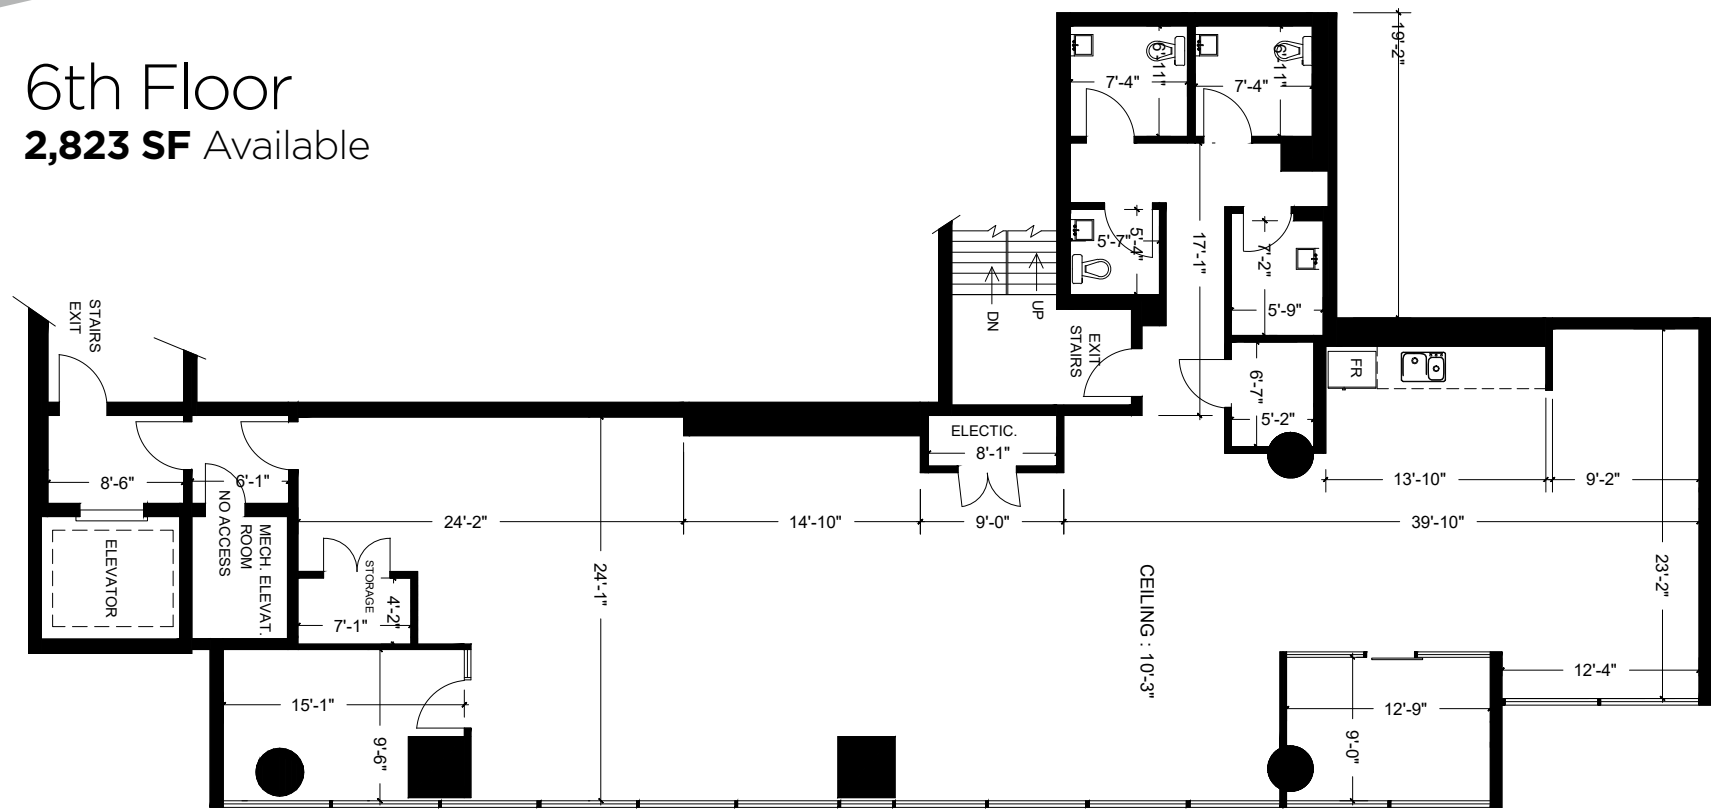 6th Floor
2,823 SF Available
19'-2"
6'-11"
7'-4"
6'-11"
7'-4"
5'-7"
5'-4"
17'-1"
7'-2"
5'-9"
UP
DN
EXIT
STAIRS
STAIRS
EXIT
FR
6'-7"
5'-2"
ELECTIC.
8'-1"
8'-6"
6'-1"
13'-10"
9'-2"
24'-2"
14'-10"
9'-0"
39'-10"
ELEVATOR
MECH. ELEVAT.
ROOM
NO ACCESS
STORAGE
4'-2"
7'-1"
24'-1"
CEILING : 10'-3"
23'-2"
12'-4"
15'-1"
9'-6"
12'-9"
9'-0"